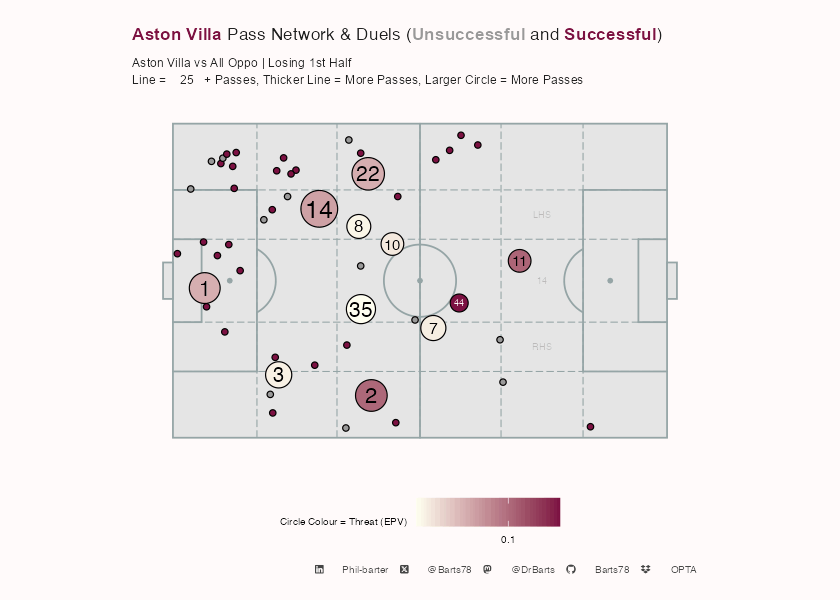 Aston Villa Pass Network & Duels (Unsuccessful and Successful)
Aston Villa vs All Oppo | Losing 1st Half
Line = 25 + Passes, Thicker Line = More Passes, Larger Circle = More Passes
22
14
LHS
8
10
11
14
1
44
35
7
RHS
3
2
Circle Colour = Threat (EPV)
0.1
Phil-barter @Barts78 @DrBarts Barts78 OPTA